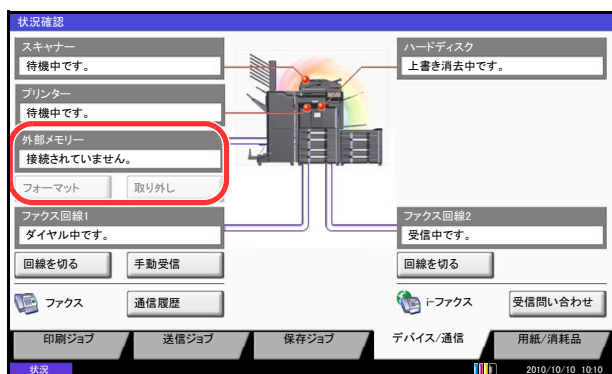 状況確認
スキャナー
待機中です。
プリンター
待機中です。
外部メモリー
接続されていません。
フォーマット
取り外し
ファクス回線1
ダイヤル中です。
回線を切る
手動受信
ファクス
通信履歴
ハードディスク
上書き消去中です。
ファクス回線2
受信中です。
回線を切る
i-ファクス
受信問い合わせ
印刷ジョブ
送信ジョブ
保存ジョブ
デバイス/通信
用紙/消耗品
状況
2010/10/10 10:10